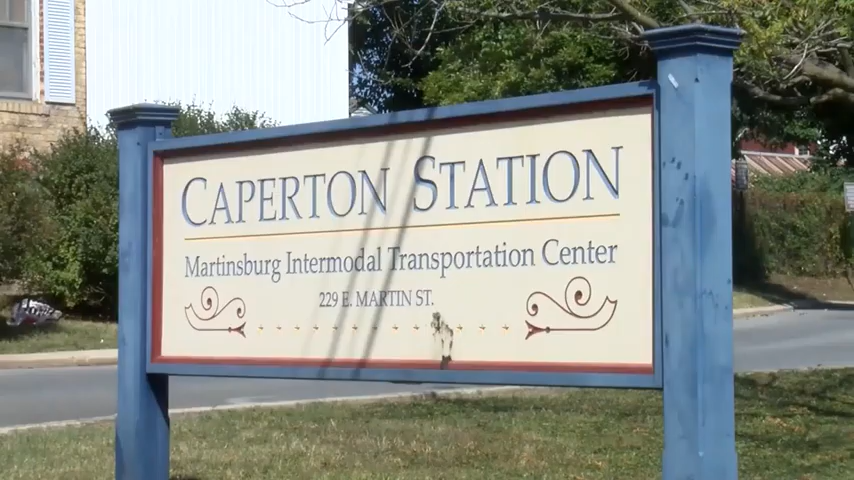 CAPERTON STATION
Martinsburg Intermodal Transportation Center
229 E. MARTIN ST.